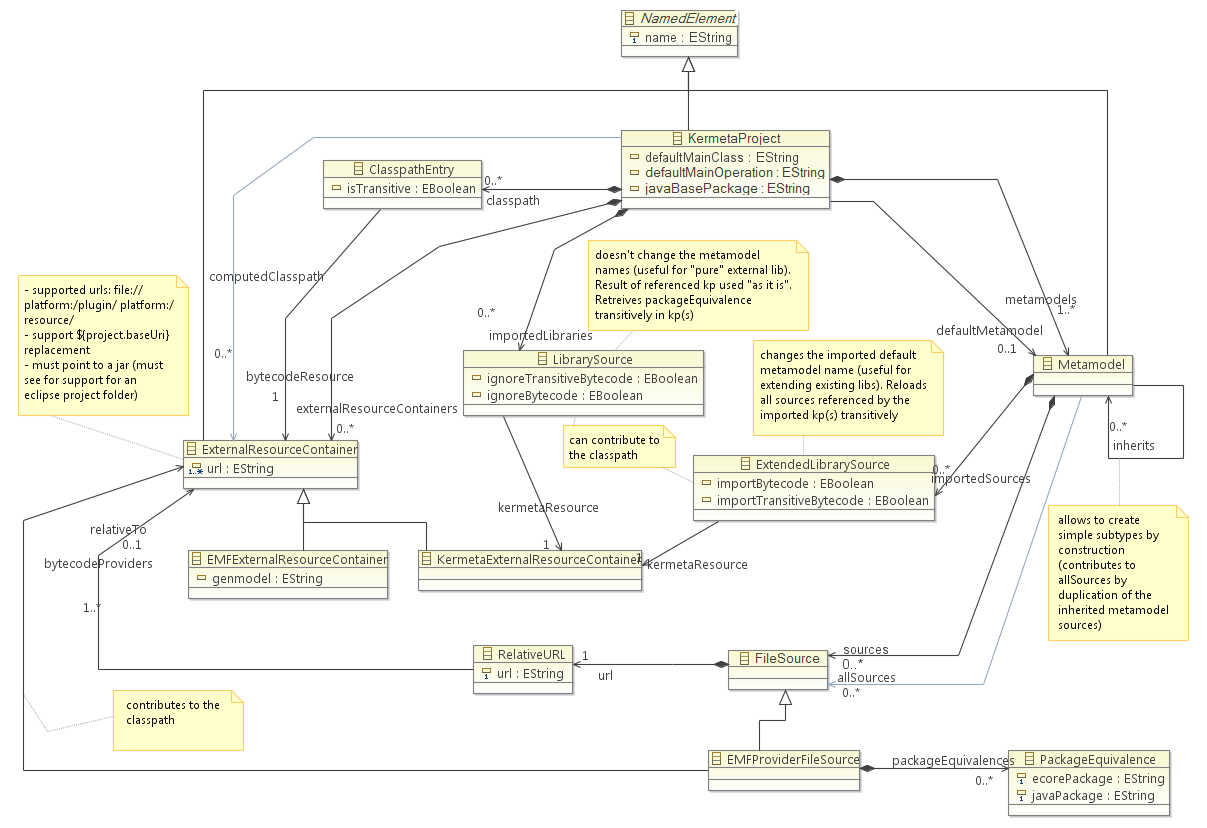 NamedElement
name : EString
KermetaProject
defaultMainClass : EString
defaultMainOperation : EString
javaBasePackage : EString
ClasspathEntry
isTransitive : EBoolean
0..*
classpath
doesn't change the metamodel
names (useful for "pure" external lib).
Result of referenced kp used "as it is".
Retreives packageEquivalence
transitively in kp(s)
computedClasspath
0..*
- supported urls: file://
platform:/plugin/ platform:/
resource/
- support ${project.baseUri}
replacement
- must point to a jar (must
see for support for an
eclipse project folder)
metamodels
1..*
0..*
importedLibraries
defaultMetamodel
0..1
LibrarySource
ignoreTransitiveBytecode : EBoolean
ignoreBytecode : EBoolean
changes the imported default
metamodel name (useful for
extending existing libs). Reloads
all sources referenced by the
imported kp(s) transitively
Metamodel
bytecodeResource
1
externalResourceContainers
0..*
can contribute to
the classpath
0..*
inherits
ExternalResourceContainer
1..*
url : EString
ExtendedLibrarySource
importBytecode : EBoolean
importTransitiveBytecode : EBoolean
0..*
importedSources
kermetaResource
1
relativeTo
0..1
bytecodeProviders
1..*
EMFExternalResourceContainer
genmodel : EString
KermetaExternalResourceContainer
1
kermetaResource
allows to create
simple subtypes by
construction
(contributes to
allSources by
duplication of the
inherited metamodel
sources)
RelativeURL
url : EString
1
url
FileSource
sources
0..*
allSources
0..*
contributes to the
classpath
EMFProviderFileSource
packageEquivalences
0..*
PackageEquivalence
ecorePackage : EString
javaPackage : EString